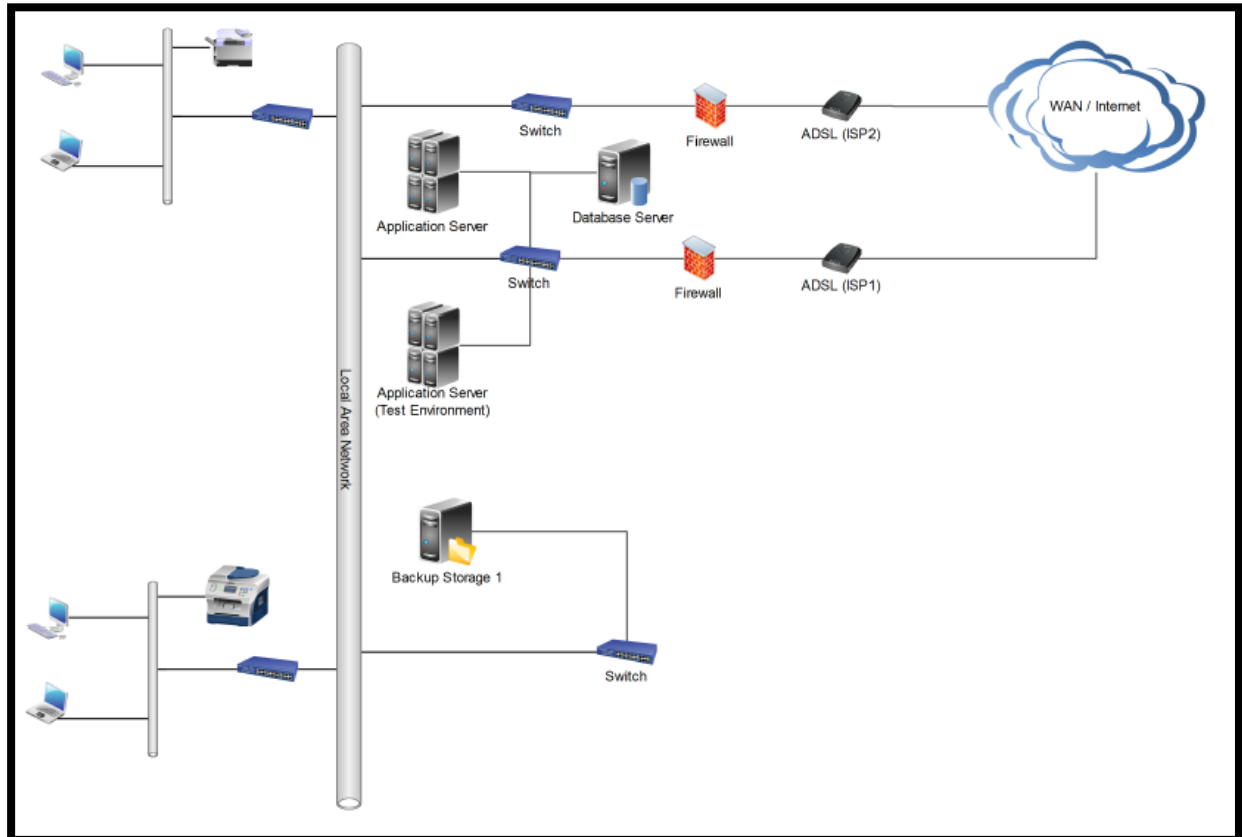 WAN / Internet
Switch
Firewall
ADSL (ISP2)
Application Server
Database Server
Switch
Firewall
ADSL (ISP1)
Local Area Network
Application Server
(Test Environment)
Backup Storage 1
Switch